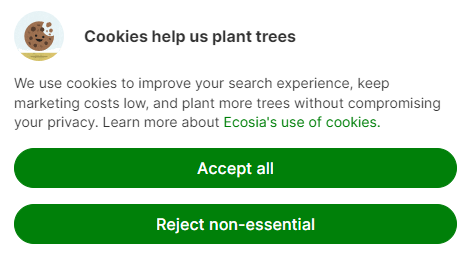 Cookies help us plant trees
We use cookies to improve your search experience, keep
marketing costs low, and plant more trees without compromising
your privacy. Learn more about Ecosia's use of cookies.
Accept all
Reject non-essential